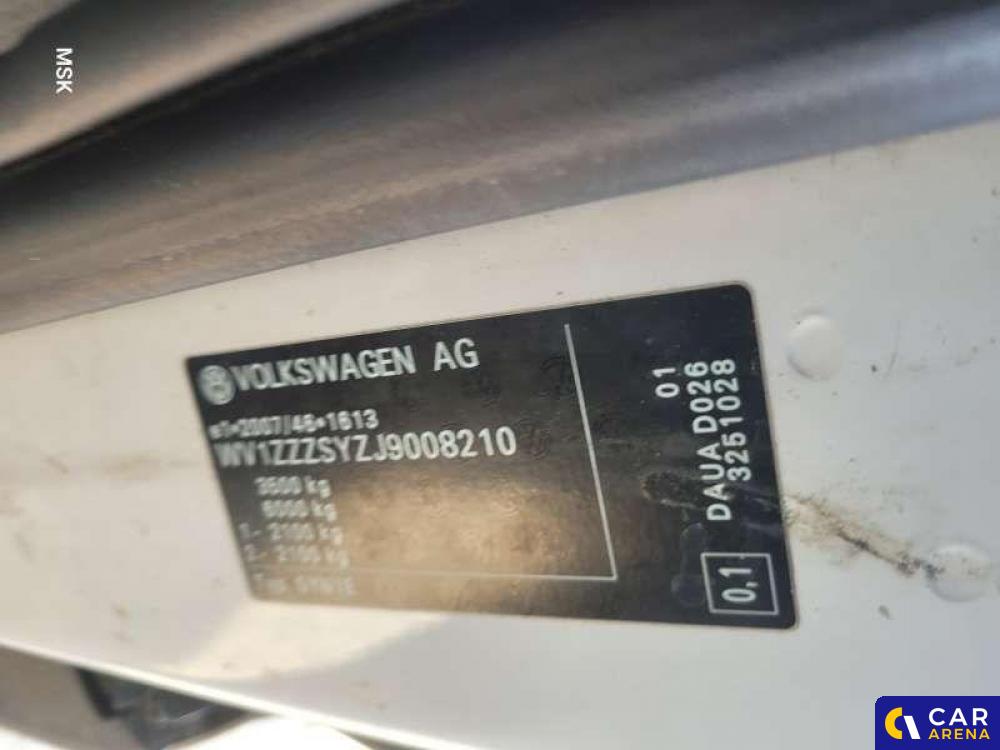 MSK
VOLKSWAGEN AG
e1*2007/46*1613
WV1ZZZSYZJ9008210
3500 kg
6000 kg
1- 2100 kg
2- 2100 kg
01
DAUA D026
3251028
0,1
CAR
ARENA